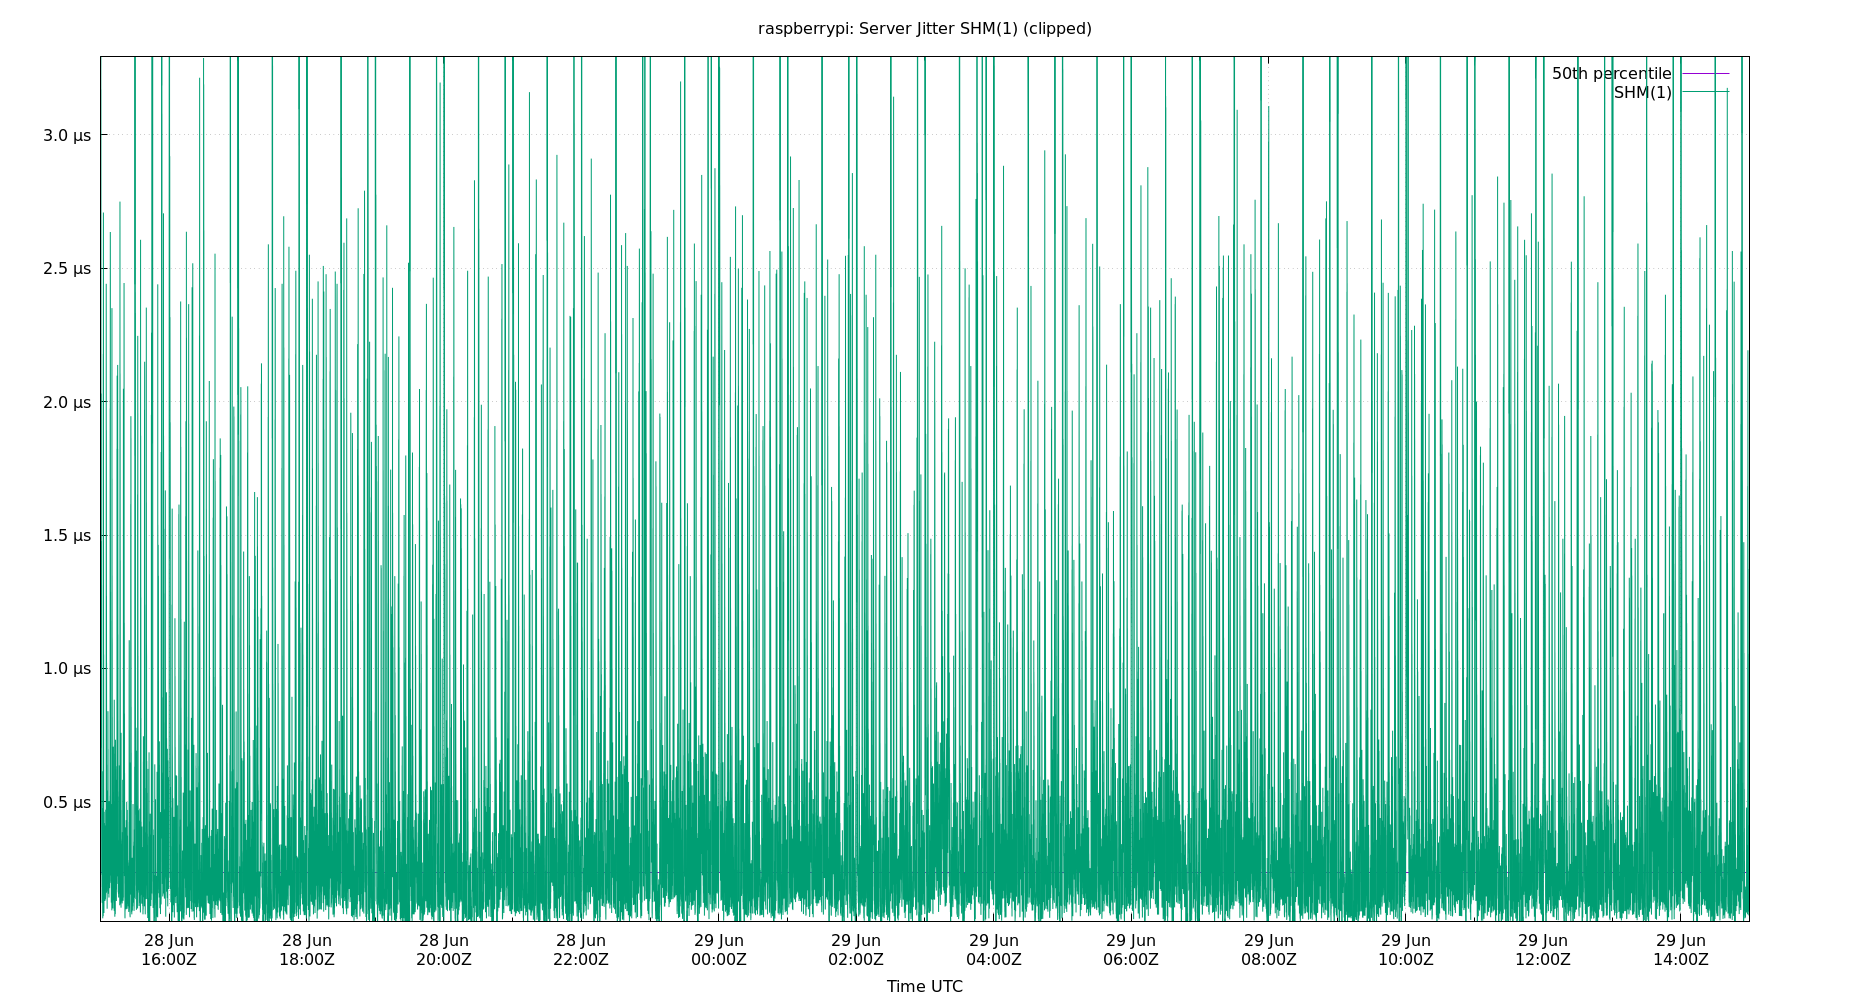 raspberrypi: Server Jitter SHM(1) (clipped)
50th percentile
SHM(1)
3.0 µs
2.5 µs
2.0 µs
1.5 µs
1.0 µs
0.5 µs
28 Jun 28 Jun 28 Jun 28 Jun 29 Jun 29 Jun 29 Jun 29 Jun 29 Jun 29 Jun 29 Jun 29 Jun
16:00Z 18:00Z 20:00Z 22:00Z 00:00Z 02:00Z 04:00Z 06:00Z 08:00Z 10:00Z 12:00Z 14:00Z
Time UTC